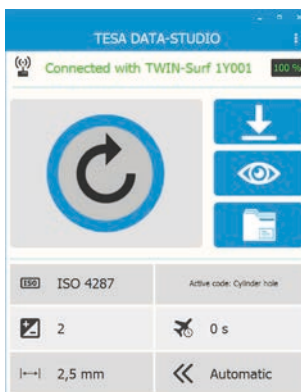 TESA DATA-STUDIO
Connected with TWIN-Surf 1Y001
100 %
ISO
ISO 4287
Active code: Cylinder hole
2
0 s
2,5 mm
Automatic